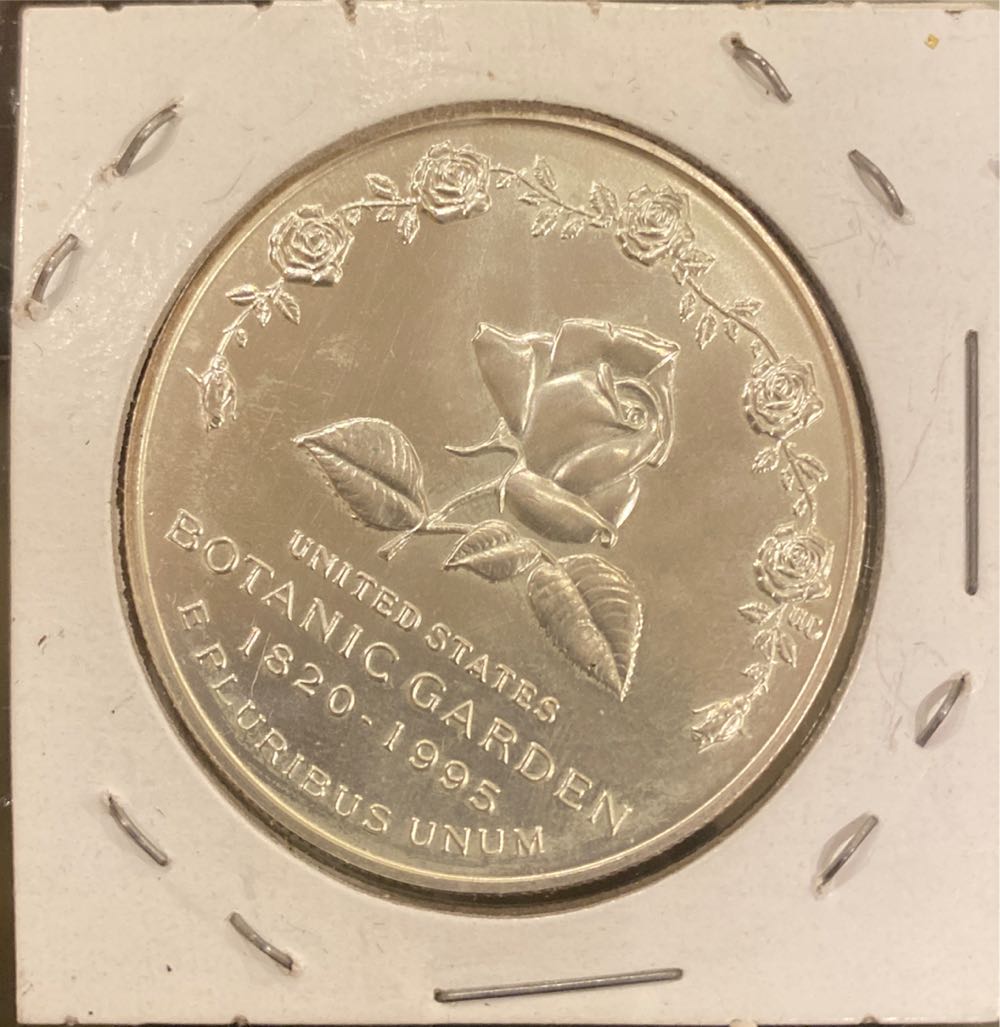 UNITED STATES
BOTANIC GARDEN
1820-1995
E PLURIBUS UNUM